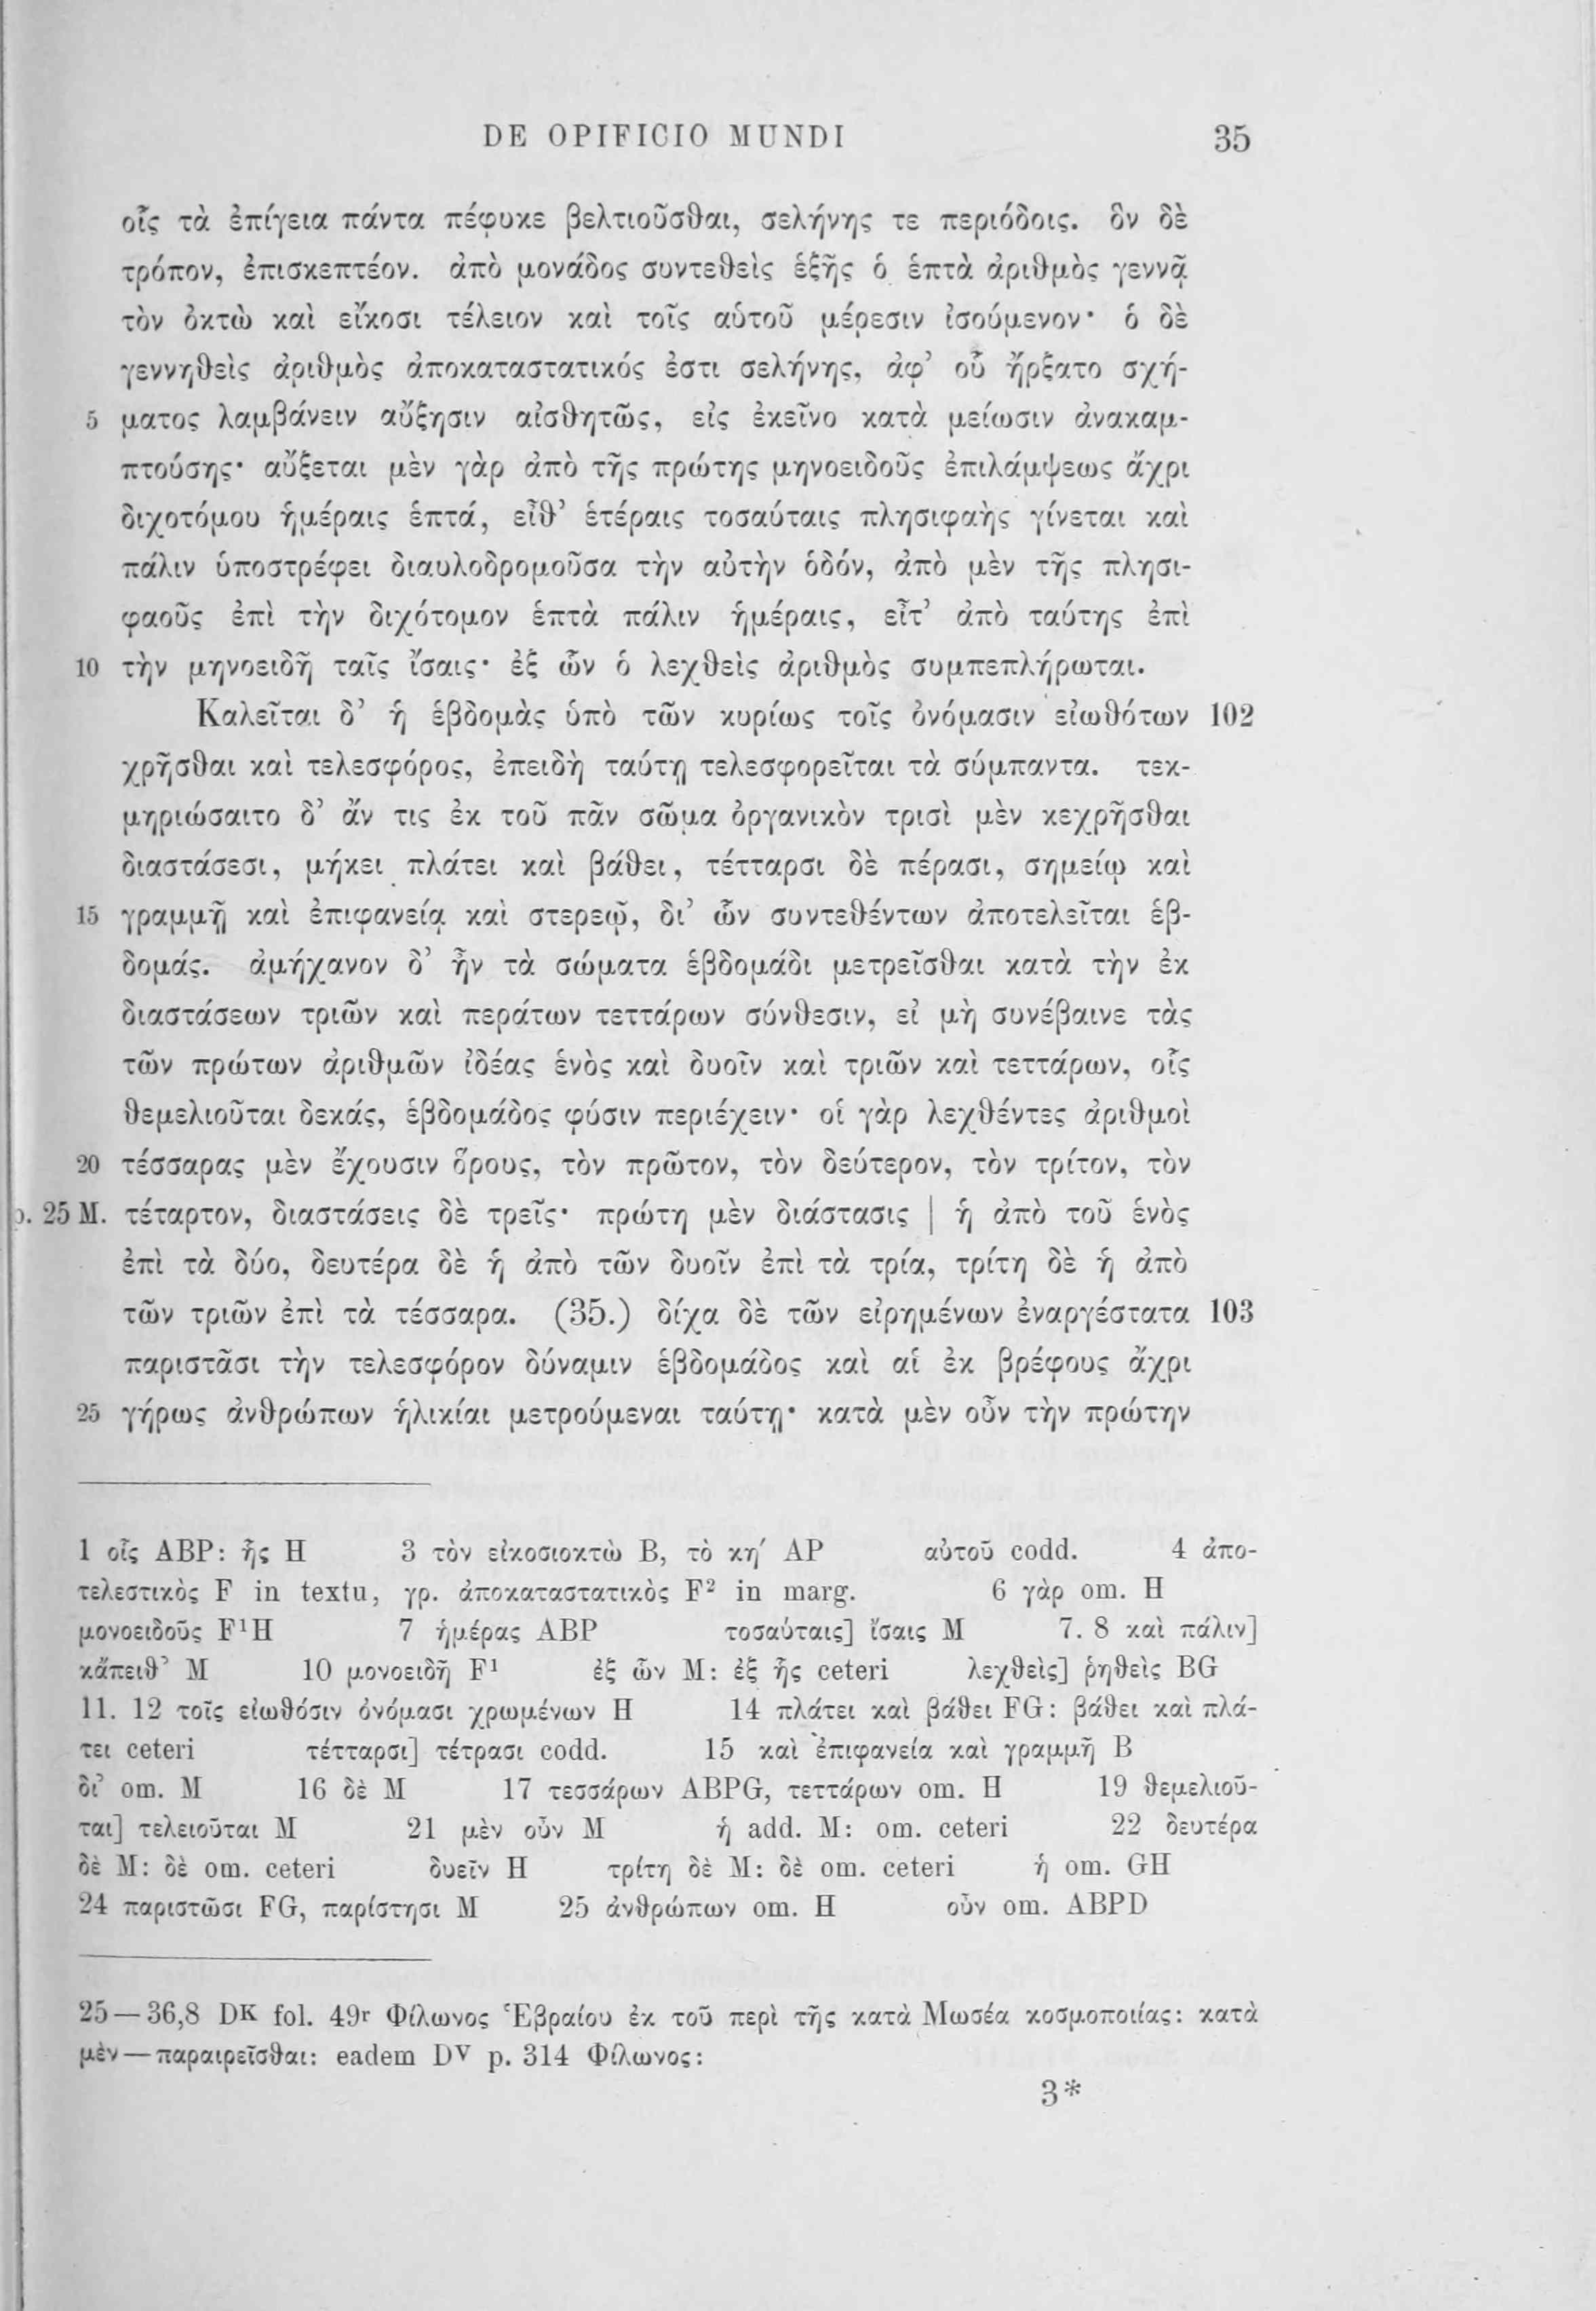 DE OPIFICIO MUNDI 35
οἷς τὰ ἐπίγεια πάντα πέφυκε βελτιοῦσθαι, σελήνης τε περιόδοις. ὃν δὲ
τρόπον, ἐπισκεπτέον. ἀπὸ μονάδος συντεθεὶς ἑξῆς ὁ ἑπτὰ ἀριθμὸς γεννᾷ
τὸν ὀκτὼ καὶ εἴκοσι τέλειον καὶ τοῖς αὑτοῦ μέρεσιν ἰσούμενον· ὁ δὲ
γεννηθεὶς ἀριθμὸς ἀποκαταστατικός ἐστι σελήνης, ἀφ’ οὗ ἤρξατο σχή-
5 ματος λαμβάνειν αὔξησιν αἰσθητῶς, εἰς ἐκεῖνο κατὰ μείωσιν ἀνακαμ-
πτούσης· αὔξεται μὲν γὰρ ἀπὸ τῆς πρώτης μηνοειδοῦς ἐπιλάμψεως ἄχρι
διχοτόμου ἡμέραις ἑπτά, εἶθ’ ἑτέραις τοσαύταις πλησιφαὴς γίνεται καὶ
πάλιν ὑποστρέφει διαυλοδρομοῦσα τὴν αὐτὴν ὁδόν, ἀπὸ μὲν τῆς πλησι-
φαοῦς ἐπὶ τὴν διχότομον ἑπτὰ πάλιν ἡμέραις, εἶτ’ ἀπὸ ταύτης ἐπὶ
10 τὴν μηνοειδῆ ταῖς ἴσαις· ἐξ ὧν ὁ λεχθεὶς ἀριθμὸς συμπεπλήρωται.
Καλεῖται δ’ ἡ ἑβδομὰς ὑπὸ τῶν κυρίως τοῖς ὀνόμασιν εἰωθότων 102
χρῆσθαι καὶ τελεσφόρος, ἐπειδὴ ταύτῃ τελεσφορεῖται τὰ σύμπαντα. τεκ-
μηριώσαιτο δ’ ἄν τις ἐκ τοῦ πᾶν σῶμα ὀργανικὸν τρισὶ μὲν κεχρῆσθαι
διαστάσεσι, μήκει πλάτει καὶ βάθει, τέτταρσι δὲ πέρασι, σημείῳ καὶ
15 γραμμῇ καὶ ἐπιφανείᾳ καὶ στερεῷ, δι’ ὧν συντεθέντων ἀποτελεῖται ἑβ-
δομάς. ἀμήχανον δ’ ἦν τὰ σώματα ἑβδομάδι μετρεῖσθαι κατὰ τὴν ἐκ
διαστάσεων τριῶν καὶ περάτων τεττάρων σύνθεσιν, εἰ μὴ συνέβαινε τὰς
τῶν πρώτων ἀριθμῶν ἰδέας ἑνὸς καὶ δυοῖν καὶ τριῶν καὶ τεττάρων, οἷς
θεμελιοῦται δεκάς, ἑβδομάδος φύσιν περιέχειν· οἱ γὰρ λεχθέντες ἀριθμοὶ
20 τέσσαρας μὲν ἔχουσιν ὅρους, τὸν πρῶτον, τὸν δεύτερον, τὸν τρίτον, τὸν
p. 25 M. τέταρτον, διαστάσεις δὲ τρεῖς· πρώτη μὲν διάστασις | ἡ ἀπὸ τοῦ ἑνὸς
ἐπὶ τὰ δύο, δευτέρα δὲ ἡ ἀπὸ τῶν δυοῖν ἐπὶ τὰ τρία, τρίτη δὲ ἡ ἀπὸ
τῶν τριῶν ἐπὶ τὰ τέσσαρα. (35.) δίχα δὲ τῶν εἰρημένων ἐναργέστατα 103
παριστᾶσι τὴν τελεσφόρον δύναμιν ἑβδομάδος καὶ αἱ ἐκ βρέφους ἄχρι
25 γήρως ἀνθρώπων ἡλικίαι μετρούμεναι ταύτῃ· κατὰ μὲν οὖν τὴν πρώτην
1 οἷς ABP: ἧς H 3 τὸν εἰκοσιοκτὼ B, τὸ κη′ AP αὐτοῦ codd. 4 ἀπο-
τελεστικὸς F in textu, γρ. ἀποκαταστατικὸς F² in marg. 6 γὰρ om. H
μονοειδοῦς F¹H 7 ἡμέρας ABP τοσαύταις] ἴσαις M 7. 8 καὶ πάλιν]
κἄπειθ’ M 10 μονοειδῆ F¹ ἐξ ὧν M: ἐξ ἧς ceteri λεχθεὶς] ῥηθεὶς BG
11. 12 τοῖς εἰωθόσιν ὀνόμασι χρωμένων H 14 πλάτει καὶ βάθει FG: βάθει καὶ πλά-
τει ceteri τέτταρσι] τέτρασι codd. 15 καὶ ἐπιφανεία καὶ γραμμῆ B
δι’ om. M 16 δὲ M 17 τεσσάρων ABPG, τεττάρων om. H 19 θεμελιοῦ-
ται] τελειοῦται M 21 μὲν οὖν M ἡ add. M: om. ceteri 22 δευτέρα
δὲ M: δὲ om. ceteri δυεῖν H τρίτη δὲ M: δὲ om. ceteri ἡ om. GH
24 παριστῶσι FG, παρίστησι M 25 ἀνθρώπων om. H οὖν om. ABPD
25—36,8 Dᴷ fol. 49ʳ Φίλωνος Ἑβραίου ἐκ τοῦ περὶ τῆς κατὰ Μωσέα κοσμοποιίας: κατὰ
μὲν—παραιρεῖσθαι: eadem Dⱽ p. 314 Φίλωνος:
3*